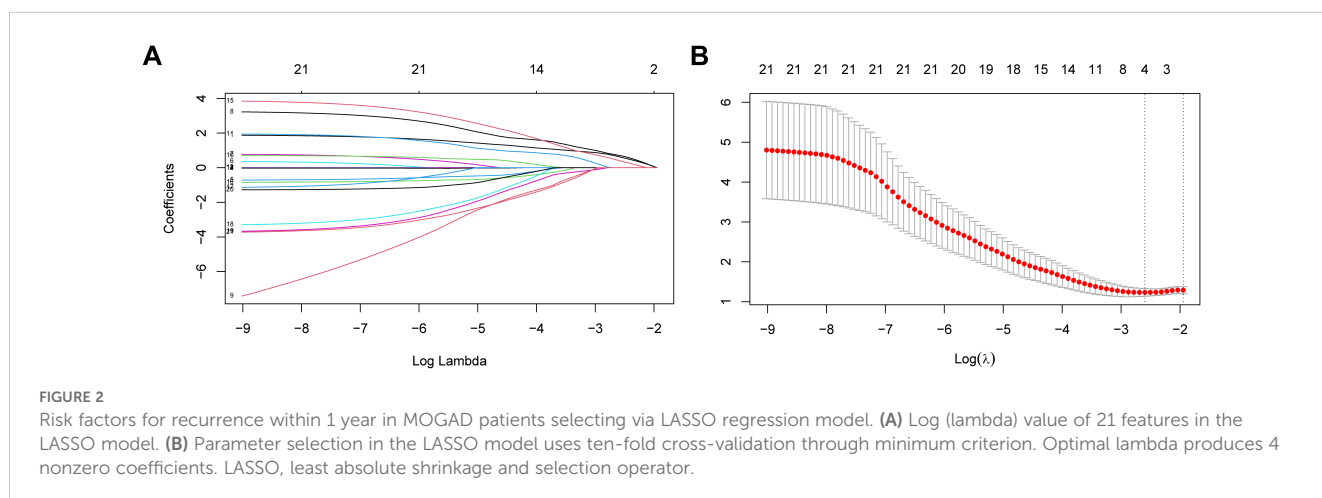 A
B
21 21 14 2
21 21 21 21 21 21 21 20 19 18 15 14 11 8 4 3
Coefficients
4
2
0
−2
−4
−6
15
8
11
6
20
18
9
−9 −8 −7 −6 −5 −4 −3 −2
Log Lambda
6
5
4
3
2
1
−9 −8 −7 −6 −5 −4 −3 −2
Log(λ)
FIGURE 2
Risk factors for recurrence within 1 year in MOGAD patients selecting via LASSO regression model. (A) Log (lambda) value of 21 features in the
LASSO model. (B) Parameter selection in the LASSO model uses ten-fold cross-validation through minimum criterion. Optimal lambda produces 4
nonzero coefficients. LASSO, least absolute shrinkage and selection operator.